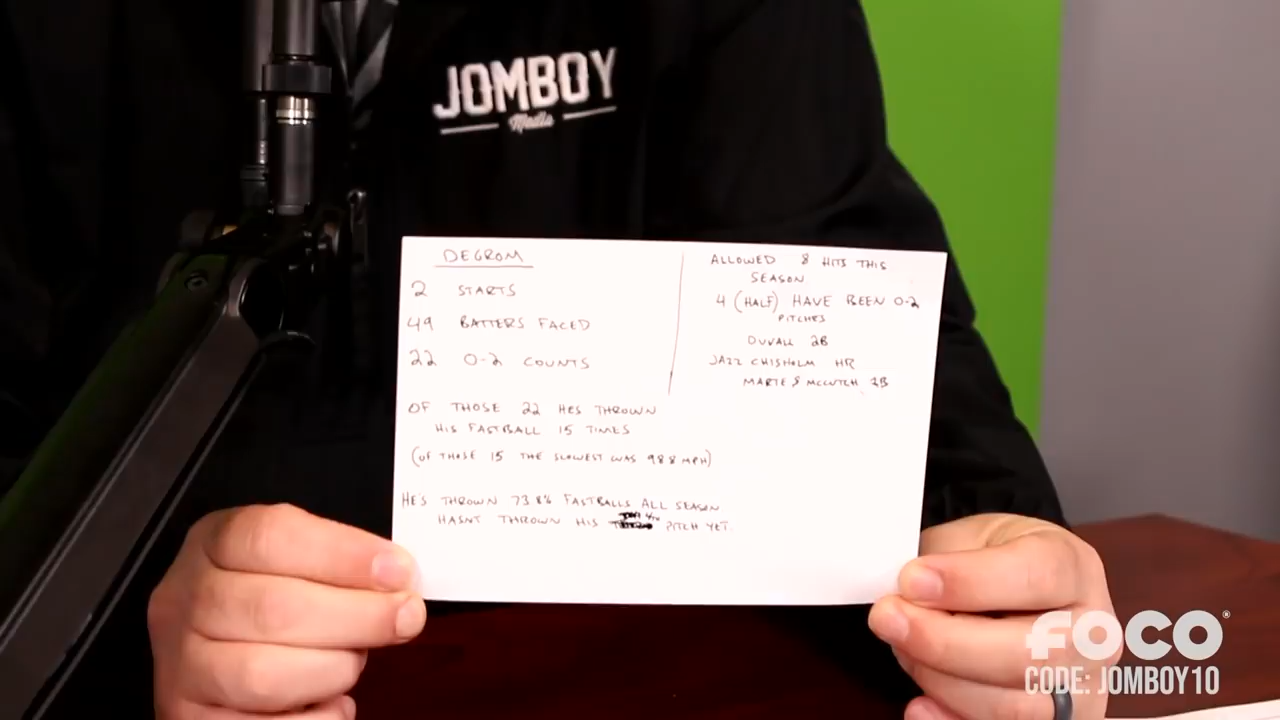 JOMBOY
Media
DEGROM
2 STARTS
49 BATTERS FACED
22 0-2 COUNTS
OF THOSE 22 HES THROWN
HIS FASTBALL 15 TIMES
(OF THOSE 15 THE SLOWEST WAS 98.8 MPH)
HE'S THROWN 73.8% FASTBALLS ALL SEASON
HASNT THROWN HIS PITCH YET.
ALLOWED 8 HITS THIS
SEASON
4 (HALF) HAVE BEEN 0-2
PITCHES
DUVALL 2B
JAZZ CHISHOLM HR
MARTE & MCCUTCH 2B
FOCO®
CODE: JOMBOY10